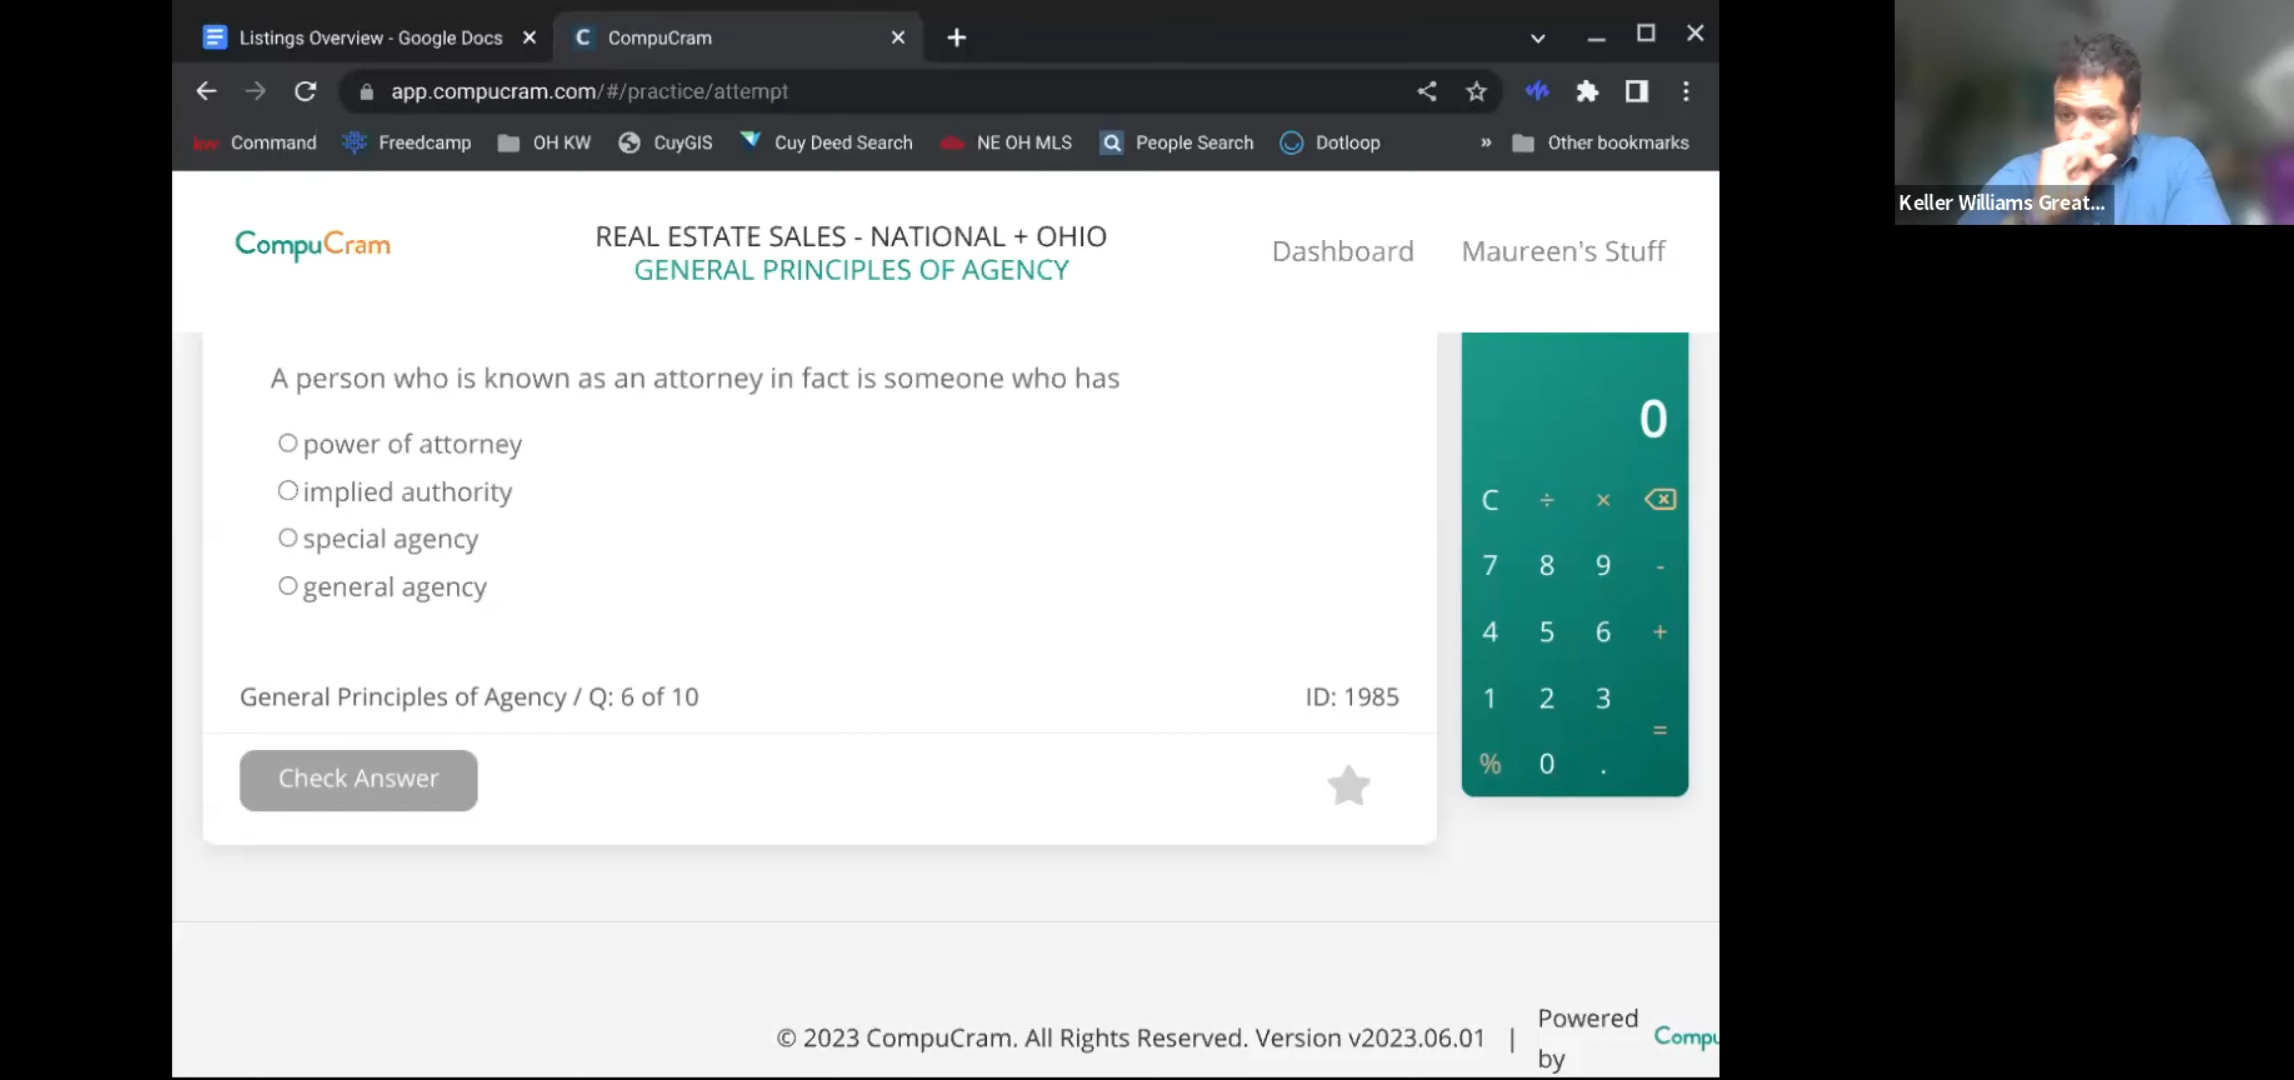 Listings Overview - Google Docs
CompuCram
app.compucram.com/#/practice/attempt
kw Command Freedcamp OH KW CuyGIS Cuy Deed Search NE OH MLS People Search Dotloop » Other bookmarks
Keller Williams Great...
CompuCram
REAL ESTATE SALES - NATIONAL + OHIO
GENERAL PRINCIPLES OF AGENCY
Dashboard Maureen's Stuff
A person who is known as an attorney in fact is someone who has
power of attorney
implied authority
special agency
general agency
General Principles of Agency / Q: 6 of 10
ID: 1985
Check Answer
0
C ÷ ×
7 8 9 -
4 5 6 +
1 2 3
=
% 0 .
© 2023 CompuCram. All Rights Reserved. Version v2023.06.01 |
Powered
by
Compu